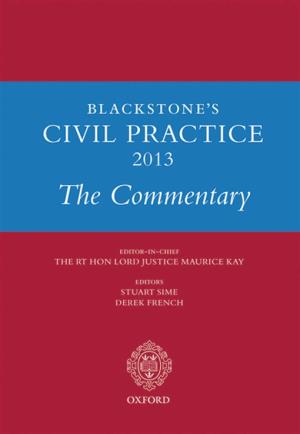 BLACKSTONE'S
CIVIL PRACTICE
2013
The Commentary
EDITOR-IN-CHIEF
THE RT HON LORD JUSTICE MAURICE KAY
EDITORS
STUART SIME
DEREK FRENCH
OXFORD